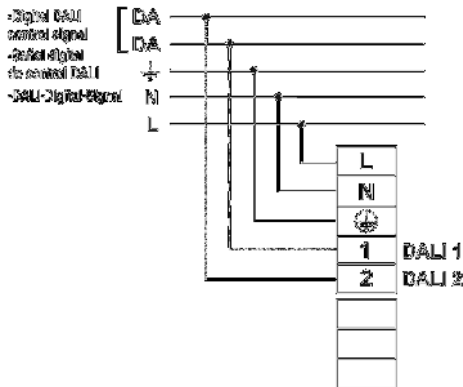 -Digital DALI
control signal
-Señal digital
de control DALI
-DALI-Digital-Signal
DA
DA
N
L
L
N
1 DALI 1
2 DALI 2